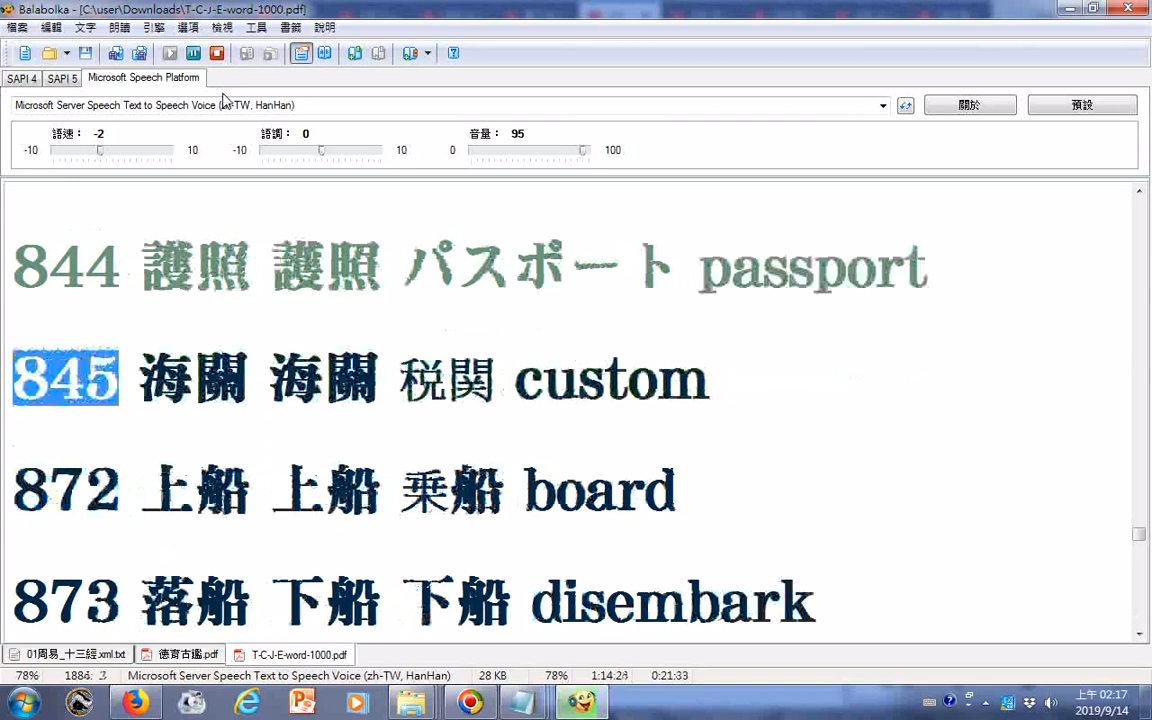 Balabolka - [C:\user\Downloads\T-C-J-E-word-1000.pdf]
檔案 編輯 文字 朗讀 引擎 選項 檢視 工具 書籤 說明
SAPI 4 SAPI 5 Microsoft Speech Platform
Microsoft Server Speech Text to Speech Voice (zh-TW, HanHan) 關於 預設
語速: -2 語調: 0 音量: 95
-10 10 -10 10 0 100
844 護照 護照 パスポート passport
845 海關 海關 税関 custom
872 上船 上船 乗船 board
873 落船 下船 下船 disembark
01周易_十三經.xml.txt 德育古鑑.pdf T-C-J-E-word-1000.pdf
78% Microsoft Server Speech Text to Speech Voice (zh-TW, HanHan) 28 KB 78% 0:21:33
上午 02:17
2019/9/14